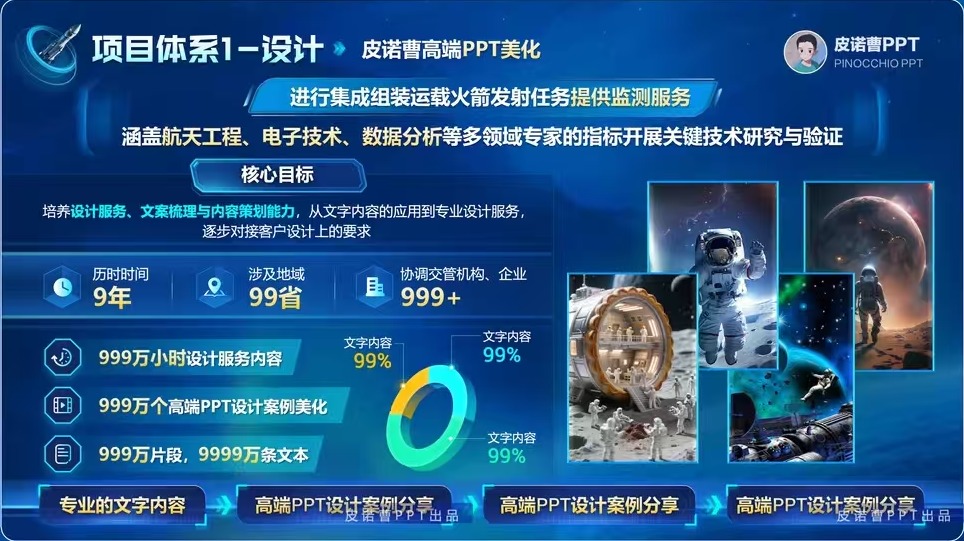 项目体系1-设计
皮诺曹高端PPT美化
皮诺曹PPT
PINOCCHIO PPT
进行集成组装运载火箭发射任务提供监测服务
涵盖航天工程、电子技术、数据分析等多领域专家的指标开展关键技术研究与验证
核心目标
培养设计服务、文案梳理与内容策划能力，从文字内容的应用到专业设计服务，
逐步对接客户设计上的要求
历时时间
9年
涉及地域
99省
协调交管机构、企业
999+
999万小时设计服务内容
999万个高端PPT设计案例美化
999万片段，9999万条文本
文字内容
99%
文字内容
99%
文字内容
99%
专业的文字内容
高端PPT设计案例分享
高端PPT设计案例分享
高端PPT设计案例分享
皮诺曹PPT出品
皮诺曹PPT出品